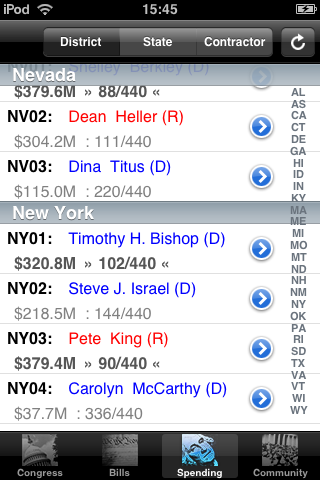 iPod 15:45
District State Contractor
Nevada
NV01: Shelley Berkley (D)
$379.6M » 88/440 «
NV02: Dean Heller (R)
$304.2M : 111/440
NV03: Dina Titus (D)
$115.0M : 220/440
New York
NY01: Timothy H. Bishop (D)
$320.8M » 102/440 «
NY02: Steve J. Israel (D)
$218.5M : 144/440
NY03: Pete King (R)
$379.4M » 90/440 «
NY04: Carolyn McCarthy (D)
$37.7M : 336/440
AL
AS
CA
CT
DE
GA
HI
ID
IN
KY
MA
ME
MI
MO
MT
ND
NH
NM
NY
OK
PA
RI
SD
TX
VA
VT
WI
WY
Congress Bills Spending Community